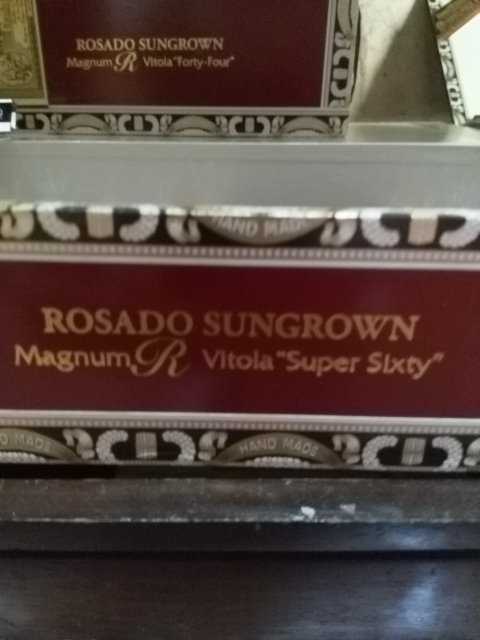 ROSADO SUNGROWN
Magnum R Vitola "Forty-Four"
HAND MADE
ROSADO SUNGROWN
Magnum R Vitola "Super Sixty"
HAND MADE
HAND MADE